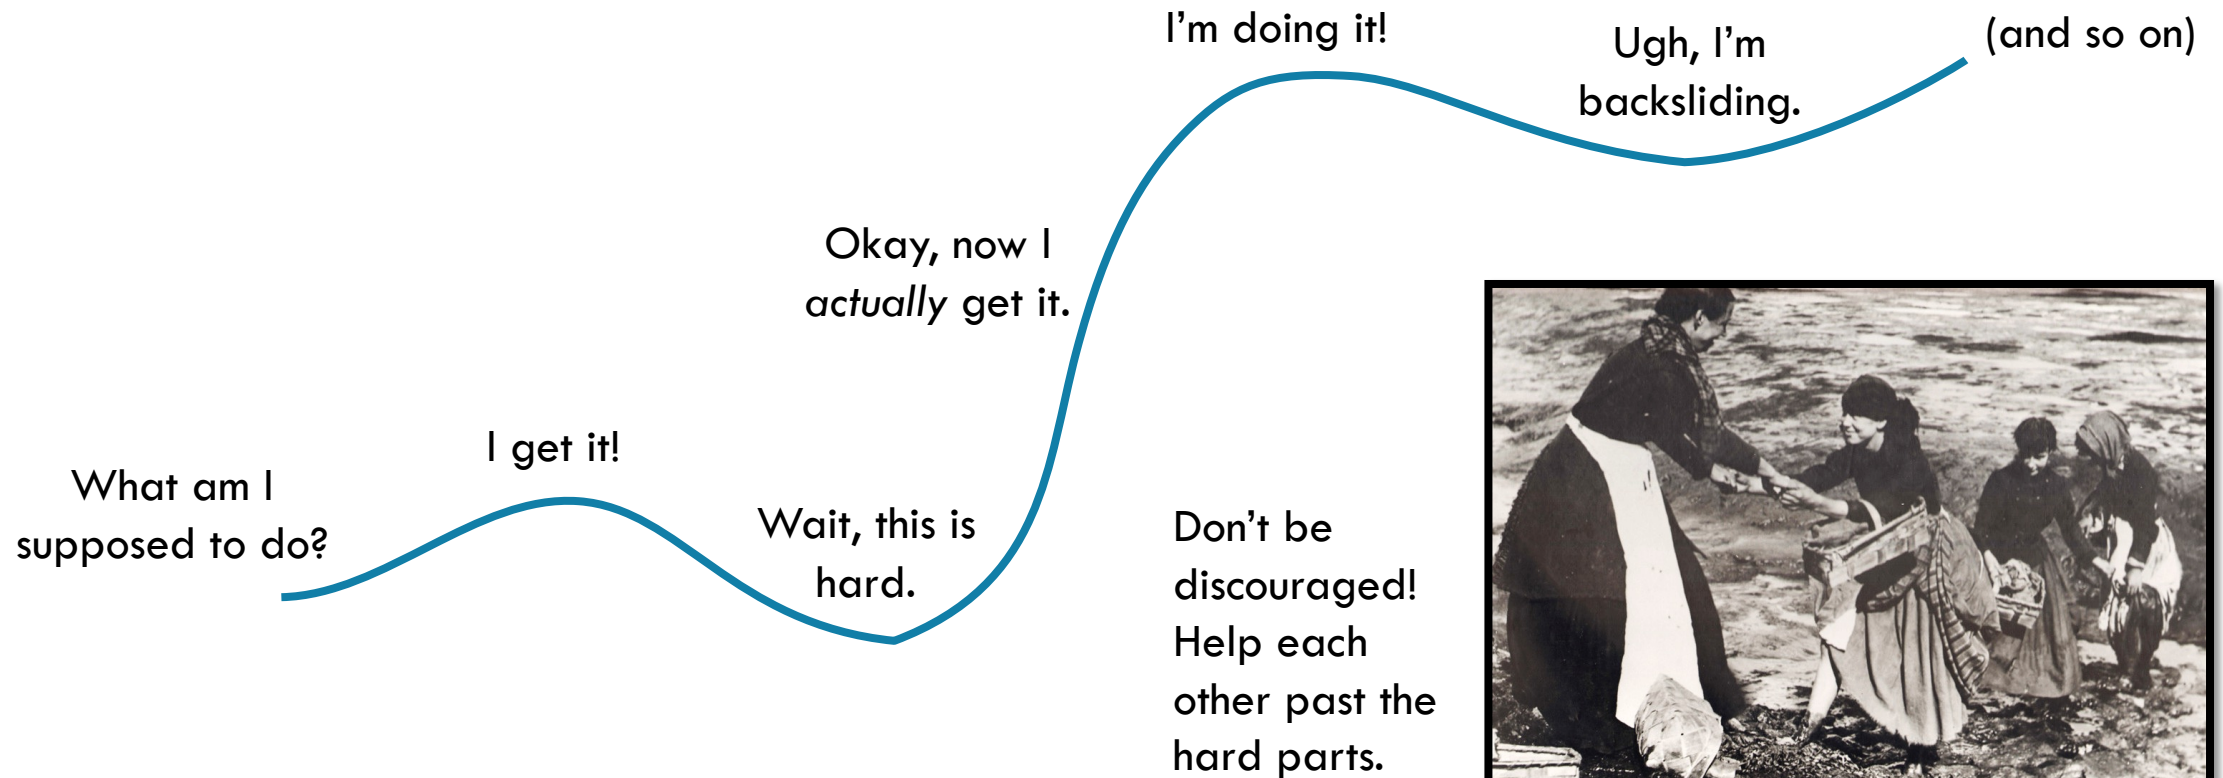 What am I
supposed to do?
I get it!
Wait, this is
hard.
Okay, now I
actually get it.
I’m doing it!
Ugh, I’m
backsliding.
(and so on)
Don’t be
discouraged!
Help each
other past the
hard parts.